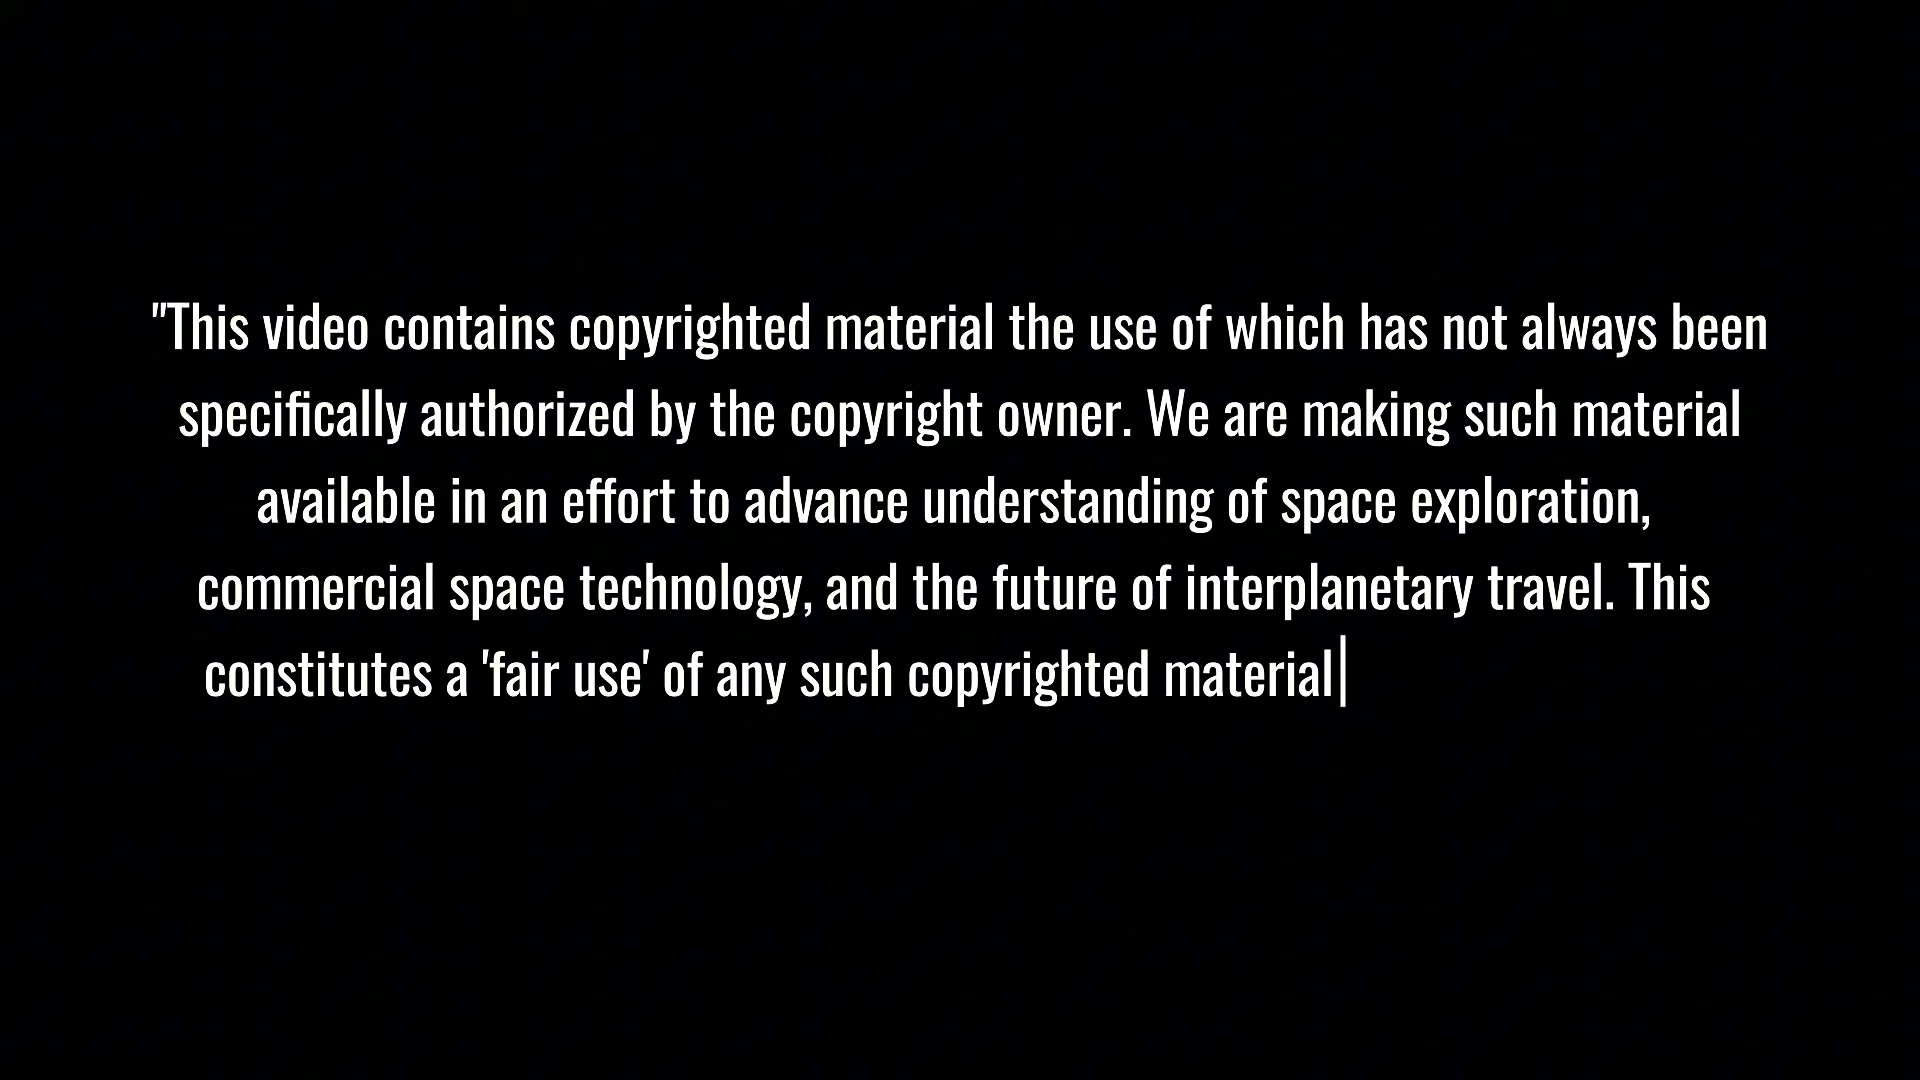 "This video contains copyrighted material the use of which has not always been
specifically authorized by the copyright owner. We are making such material
available in an effort to advance understanding of space exploration,
commercial space technology, and the future of interplanetary travel. This
constitutes a 'fair use' of any such copyrighted material